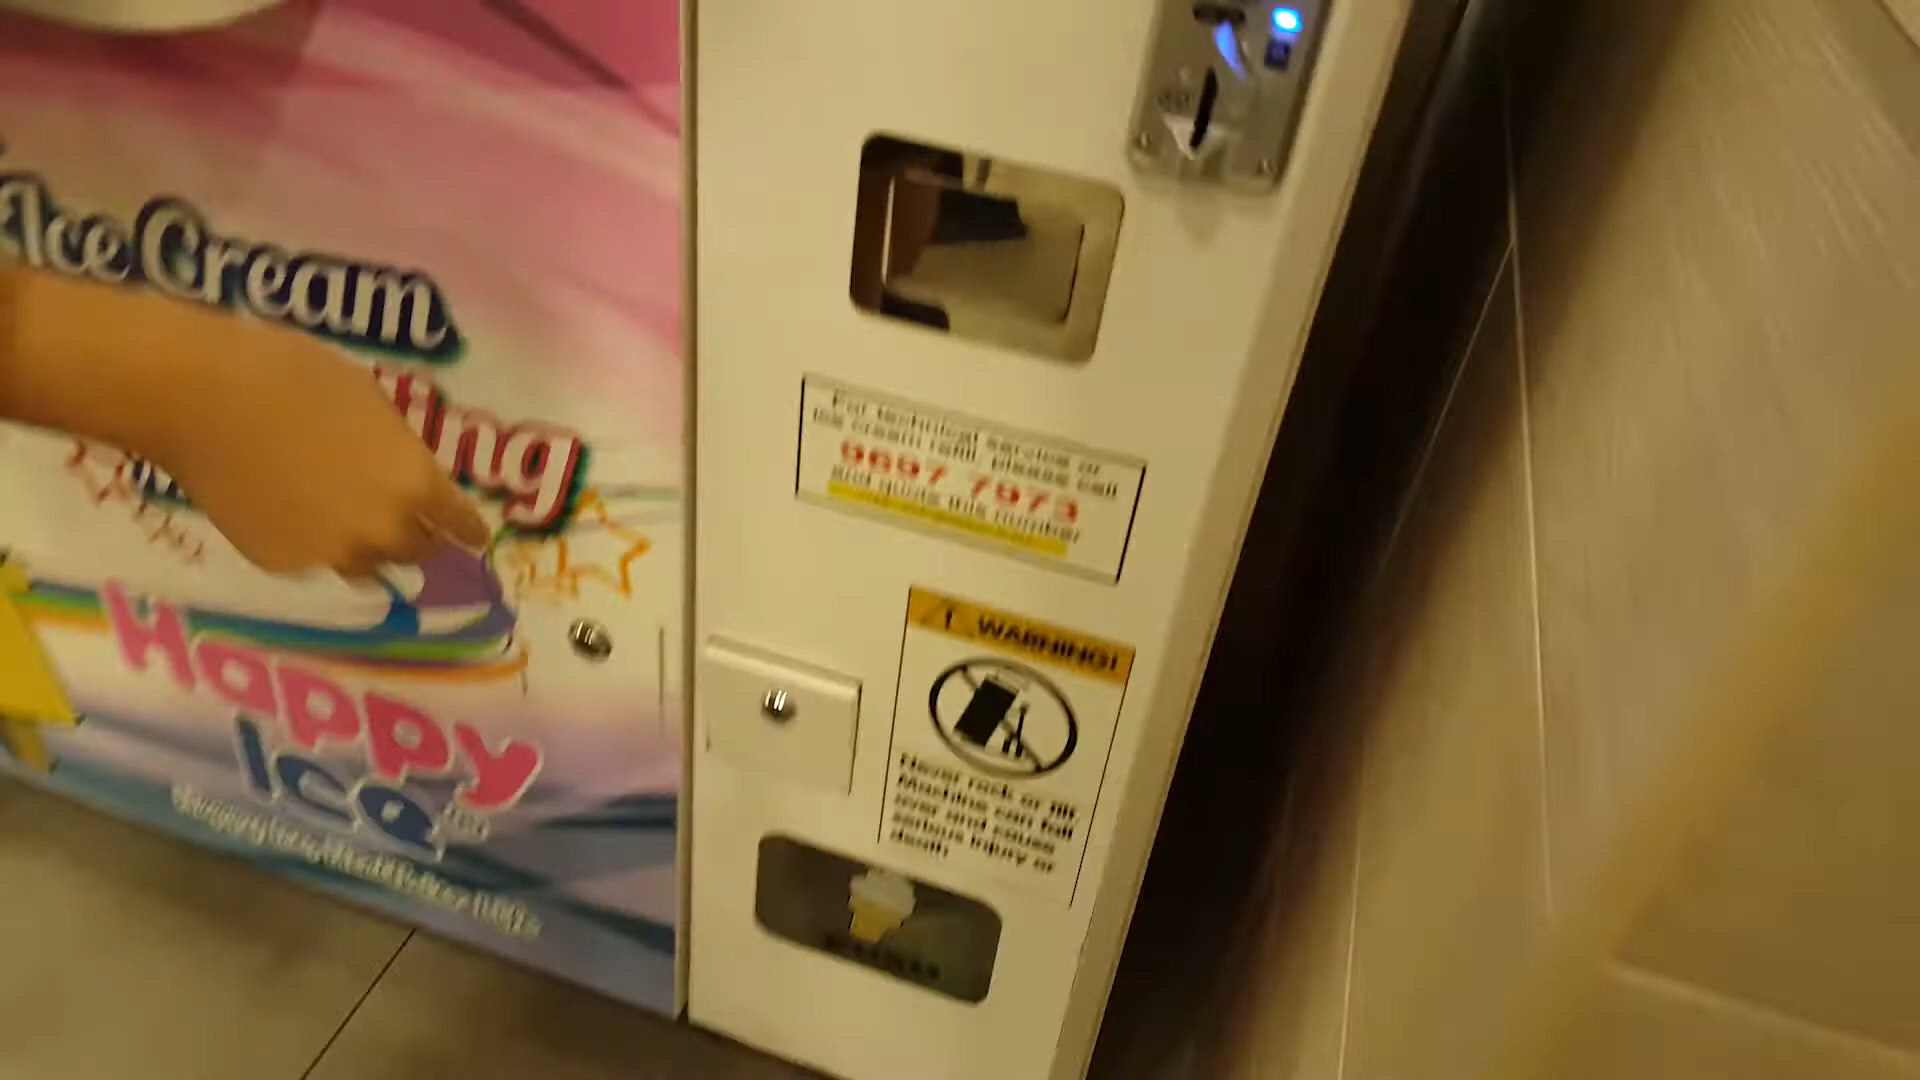 Ice Cream
ing
Happy
Ice
For technical service or
ice cream refill, please call
9697 7973
and quote this number
WARNING!
Never rock or tilt.
Machine can fall
over and cause
serious injury or
death